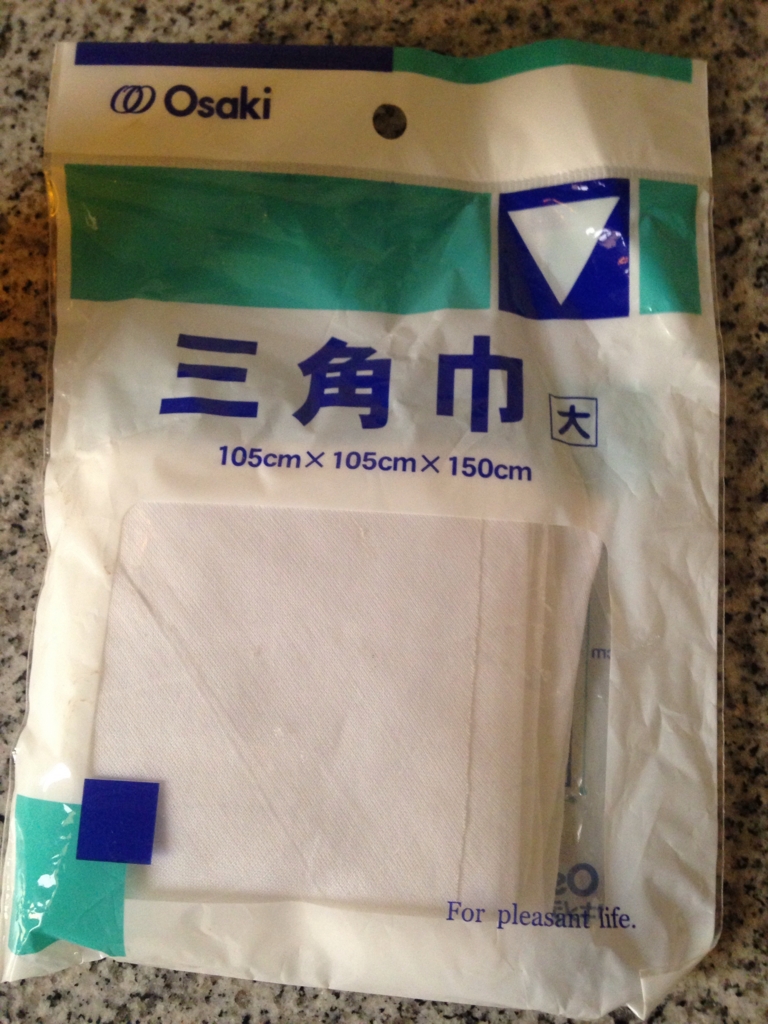 Osaki
三角巾 大
105cm×105cm×150cm
For pleasant life.